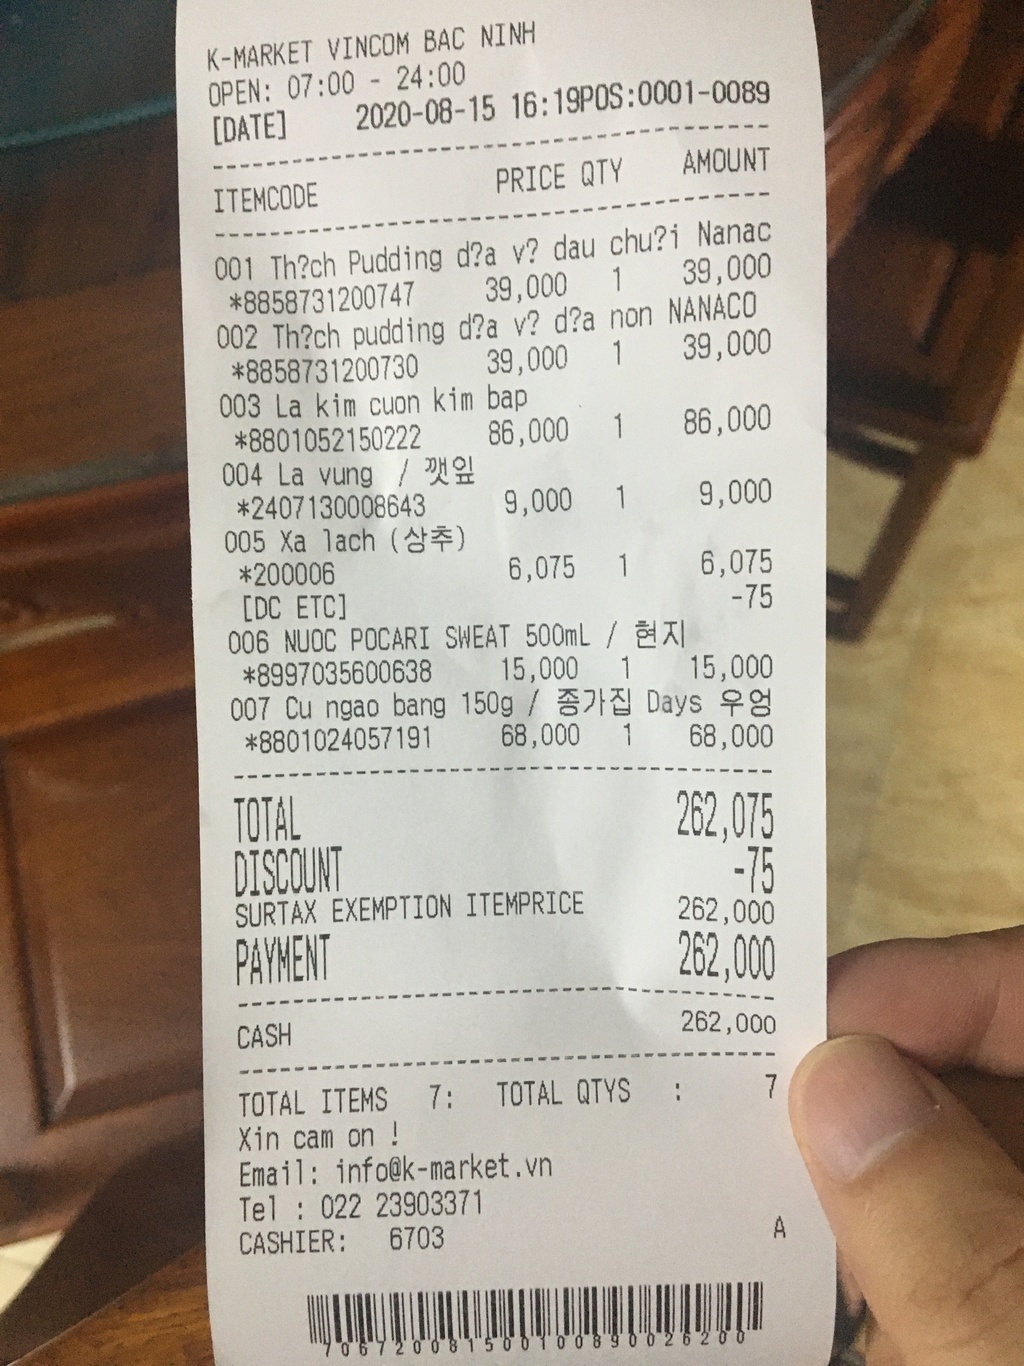 K-MARKET VINCOM BAC NINH
OPEN: 07:00 - 24:00
[DATE] 2020-08-15 16:19POS:0001-0089
ITEMCODE PRICE QTY AMOUNT
001 Th?ch Pudding d?a v? dau chu?i Nanac
*8858731200747 39,000 1 39,000
002 Th?ch pudding d?a v? d?a non NANACO
*8858731200730 39,000 1 39,000
003 La kim cuon kim bap
*8801052150222 86,000 1 86,000
004 La vung / 깻잎
*2407130008643 9,000 1 9,000
005 Xa lach (상추)
*200006 6,075 1 6,075
[DC ETC] -75
006 NUOC POCARI SWEAT 500mL / 현지
*8997035600638 15,000 1 15,000
007 Cu ngao bang 150g / 종가집 Days 우엉
*8801024057191 68,000 1 68,000
TOTAL 262,075
DISCOUNT -75
SURTAX EXEMPTION ITEMPRICE 262,000
PAYMENT 262,000
CASH 262,000
TOTAL ITEMS 7: TOTAL QTYS : 7
Xin cam on !
Email: info@k-market.vn
Tel : 022 23903371
CASHIER: 6703 A
706720081500100890026200